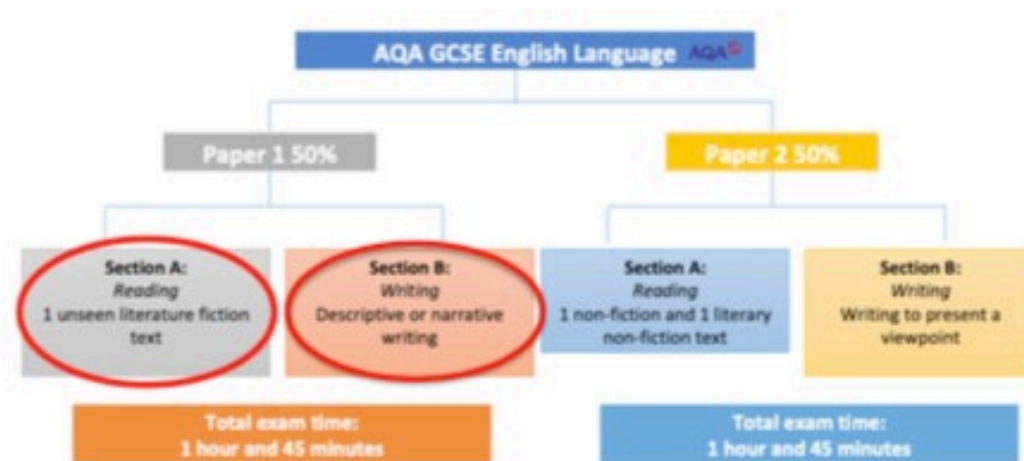 AQA GCSE English Language AQA
Paper 1 50%
Paper 2 50%
Section A:
Reading
1 unseen literature fiction
text
Section B:
Writing
Descriptive or narrative
writing
Section A:
Reading
1 non-fiction and 1 literary
non-fiction text
Section B:
Writing
Writing to present a
viewpoint
Total exam time:
1 hour and 45 minutes
Total exam time:
1 hour and 45 minutes